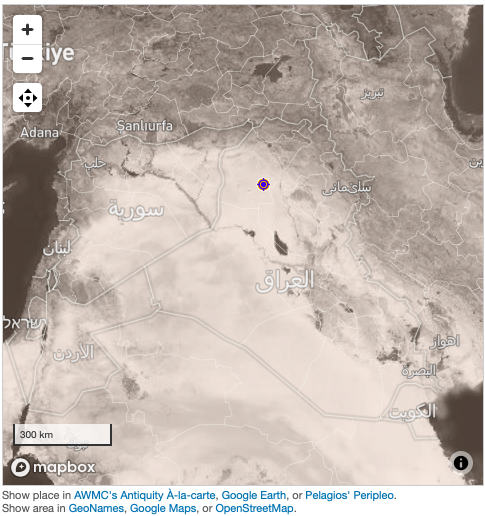 +
−
Türkiye
تبریز
Adana
Şanlıurfa
حلب
سلێمانی
سورية
لبنان
العراق
ישראל
الأردن
اهواز
البصرة
الكويت
300 km
mapbox
Show place in AWMC's Antiquity À-la-carte, Google Earth, or Pelagios' Peripleo.
Show area in GeoNames, Google Maps, or OpenStreetMap.